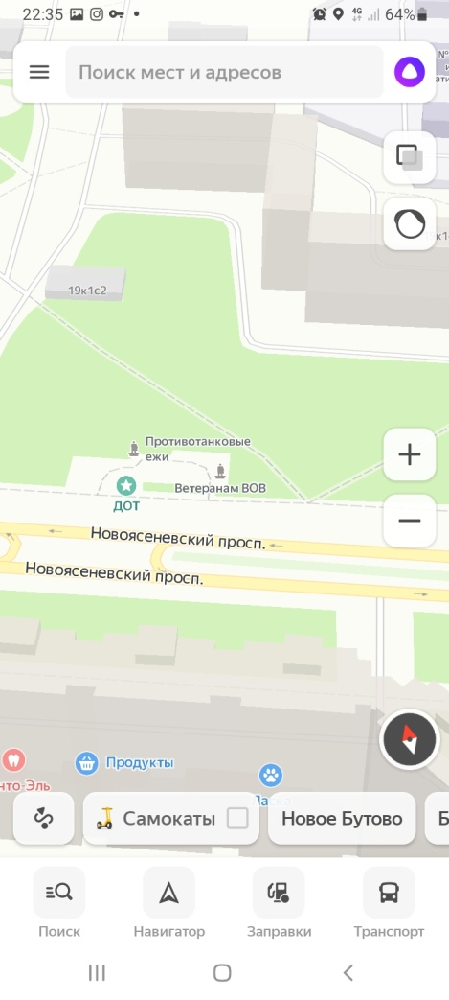 22:35
4G
64%
Поиск мест и адресов
19к1с2
Противотанковые
ежи
Ветеранам ВОВ
ДОТ
Новоясеневский просп.
Новоясеневский просп.
Продукты
нто-Эль
Самокаты
Новое Бутово
Б
Поиск
Навигатор
Заправки
Транспорт